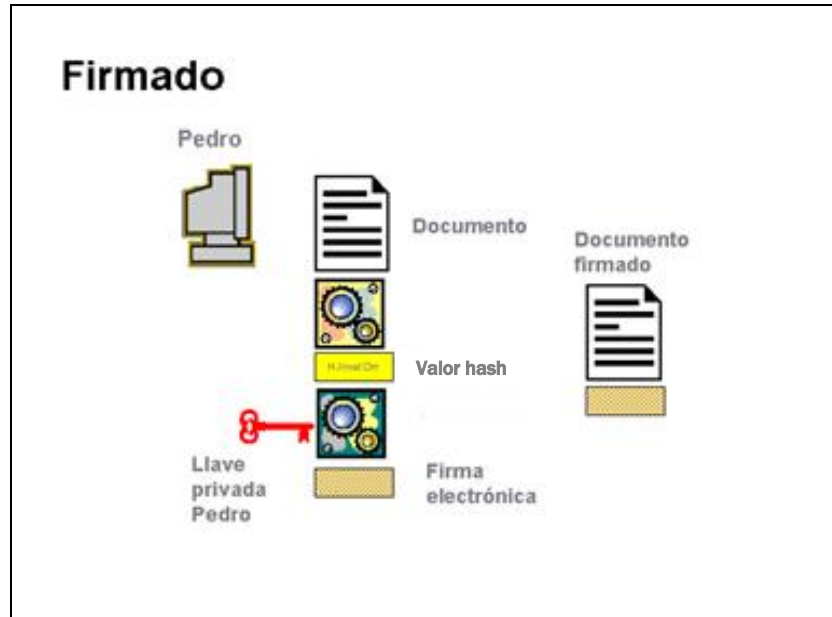 Firmado
Pedro
Documento
Documento
firmado
Valor hash
Llave
privada
Pedro
Firma
electrónica